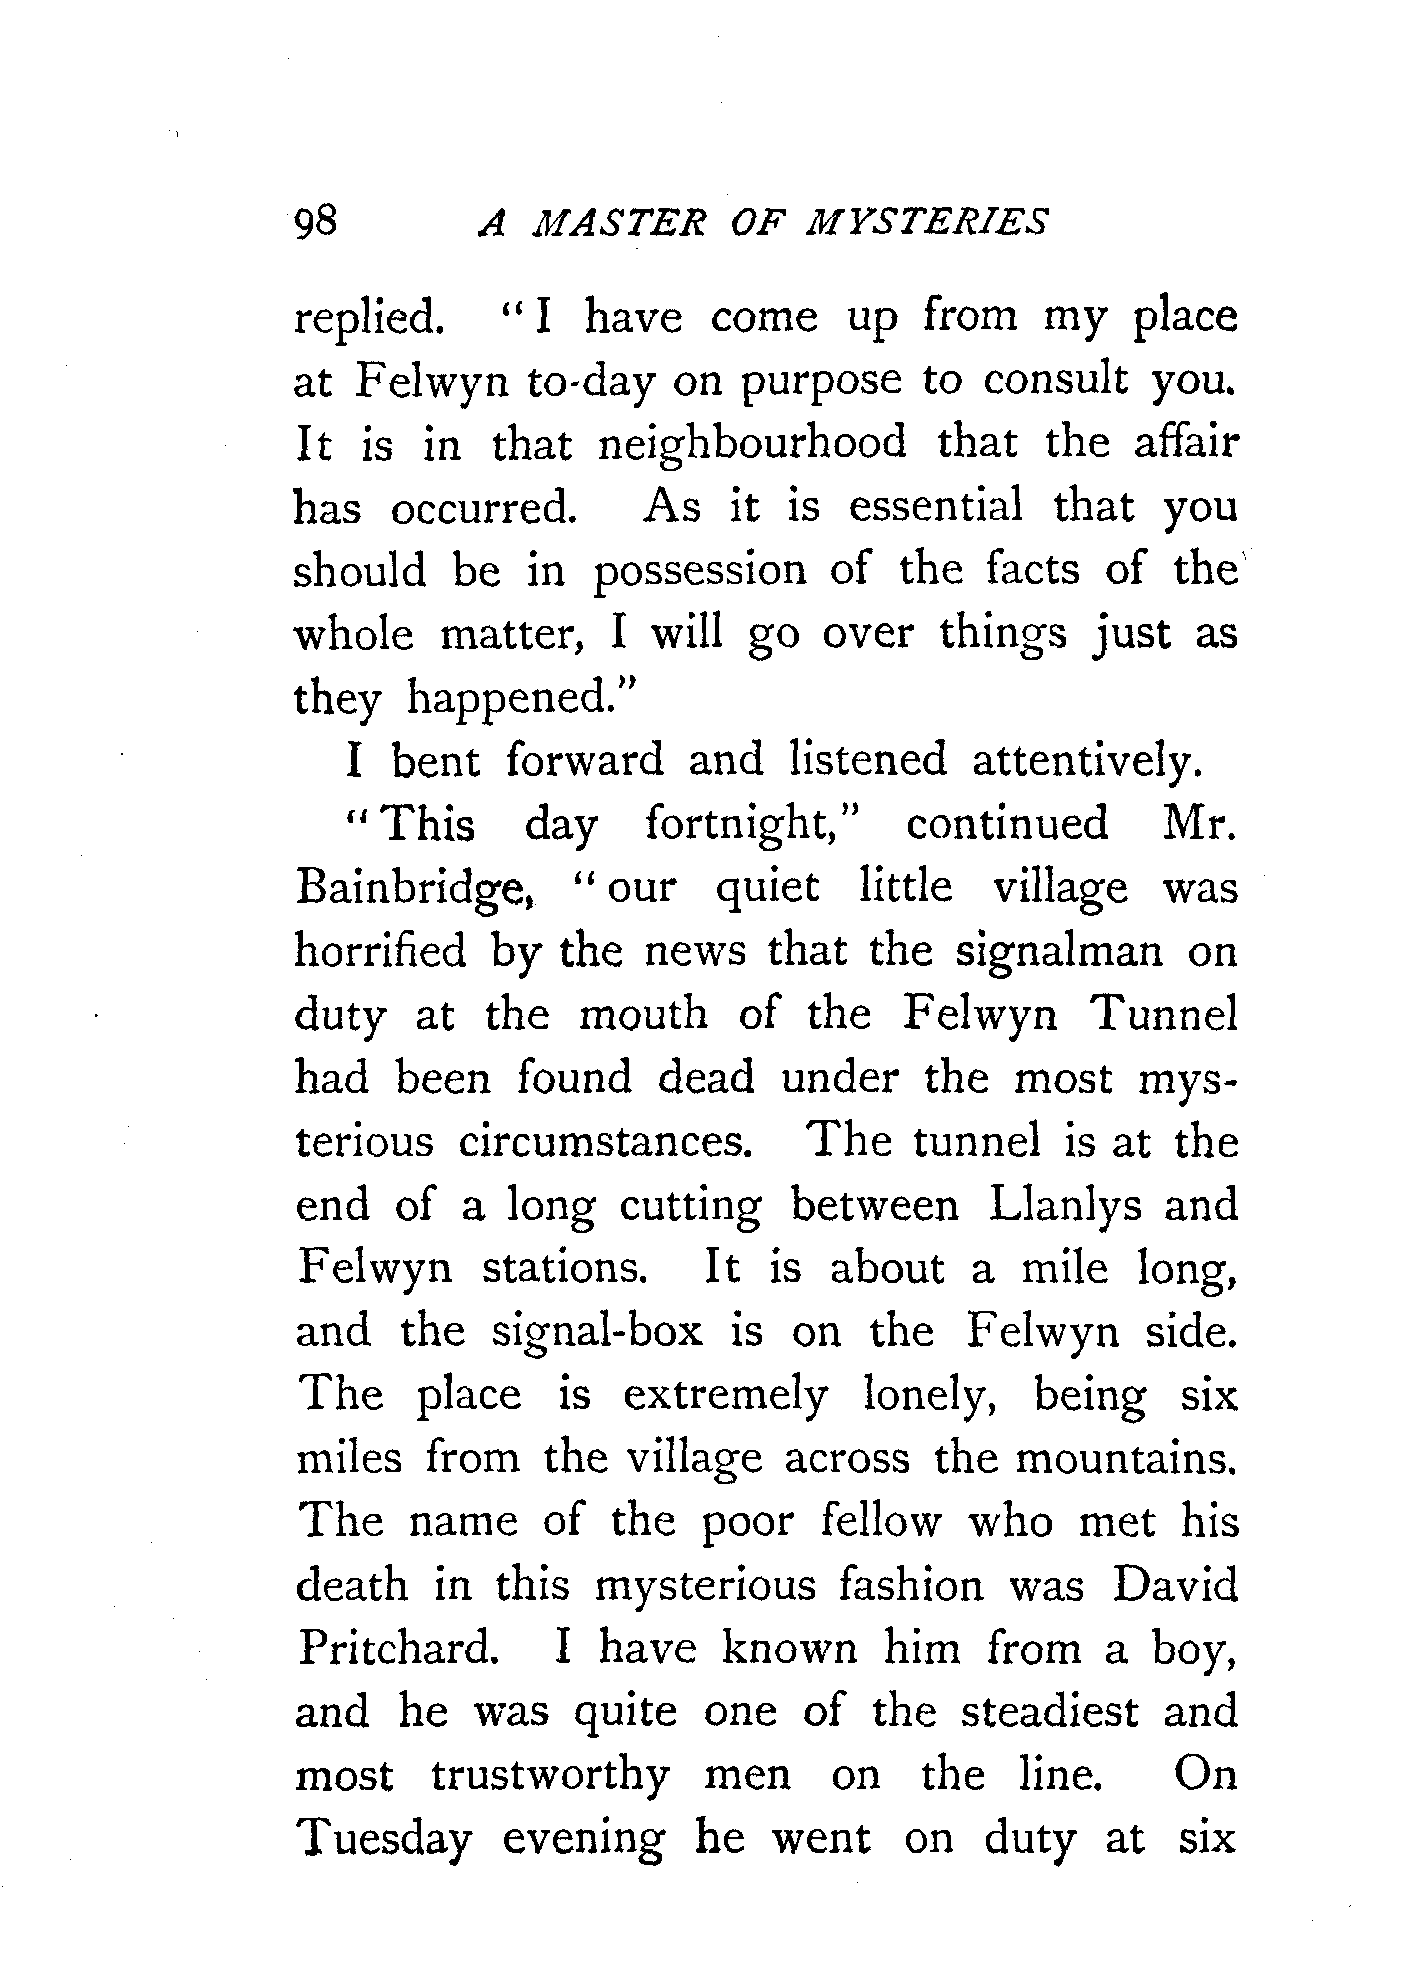 98 A MASTER OF MYSTERIES
replied. "I have come up from my place
at Felwyn to-day on purpose to consult you.
It is in that neighbourhood that the affair
has occurred. As it is essential that you
should be in possession of the facts of the
whole matter, I will go over things just as
they happened."
I bent forward and listened attentively.
"This day fortnight," continued Mr.
Bainbridge, "our quiet little village was
horrified by the news that the signalman on
duty at the mouth of the Felwyn Tunnel
had been found dead under the most mys-
terious circumstances. The tunnel is at the
end of a long cutting between Llanlys and
Felwyn stations. It is about a mile long,
and the signal-box is on the Felwyn side.
The place is extremely lonely, being six
miles from the village across the mountains.
The name of the poor fellow who met his
death in this mysterious fashion was David
Pritchard. I have known him from a boy,
and he was quite one of the steadiest and
most trustworthy men on the line. On
Tuesday evening he went on duty at six